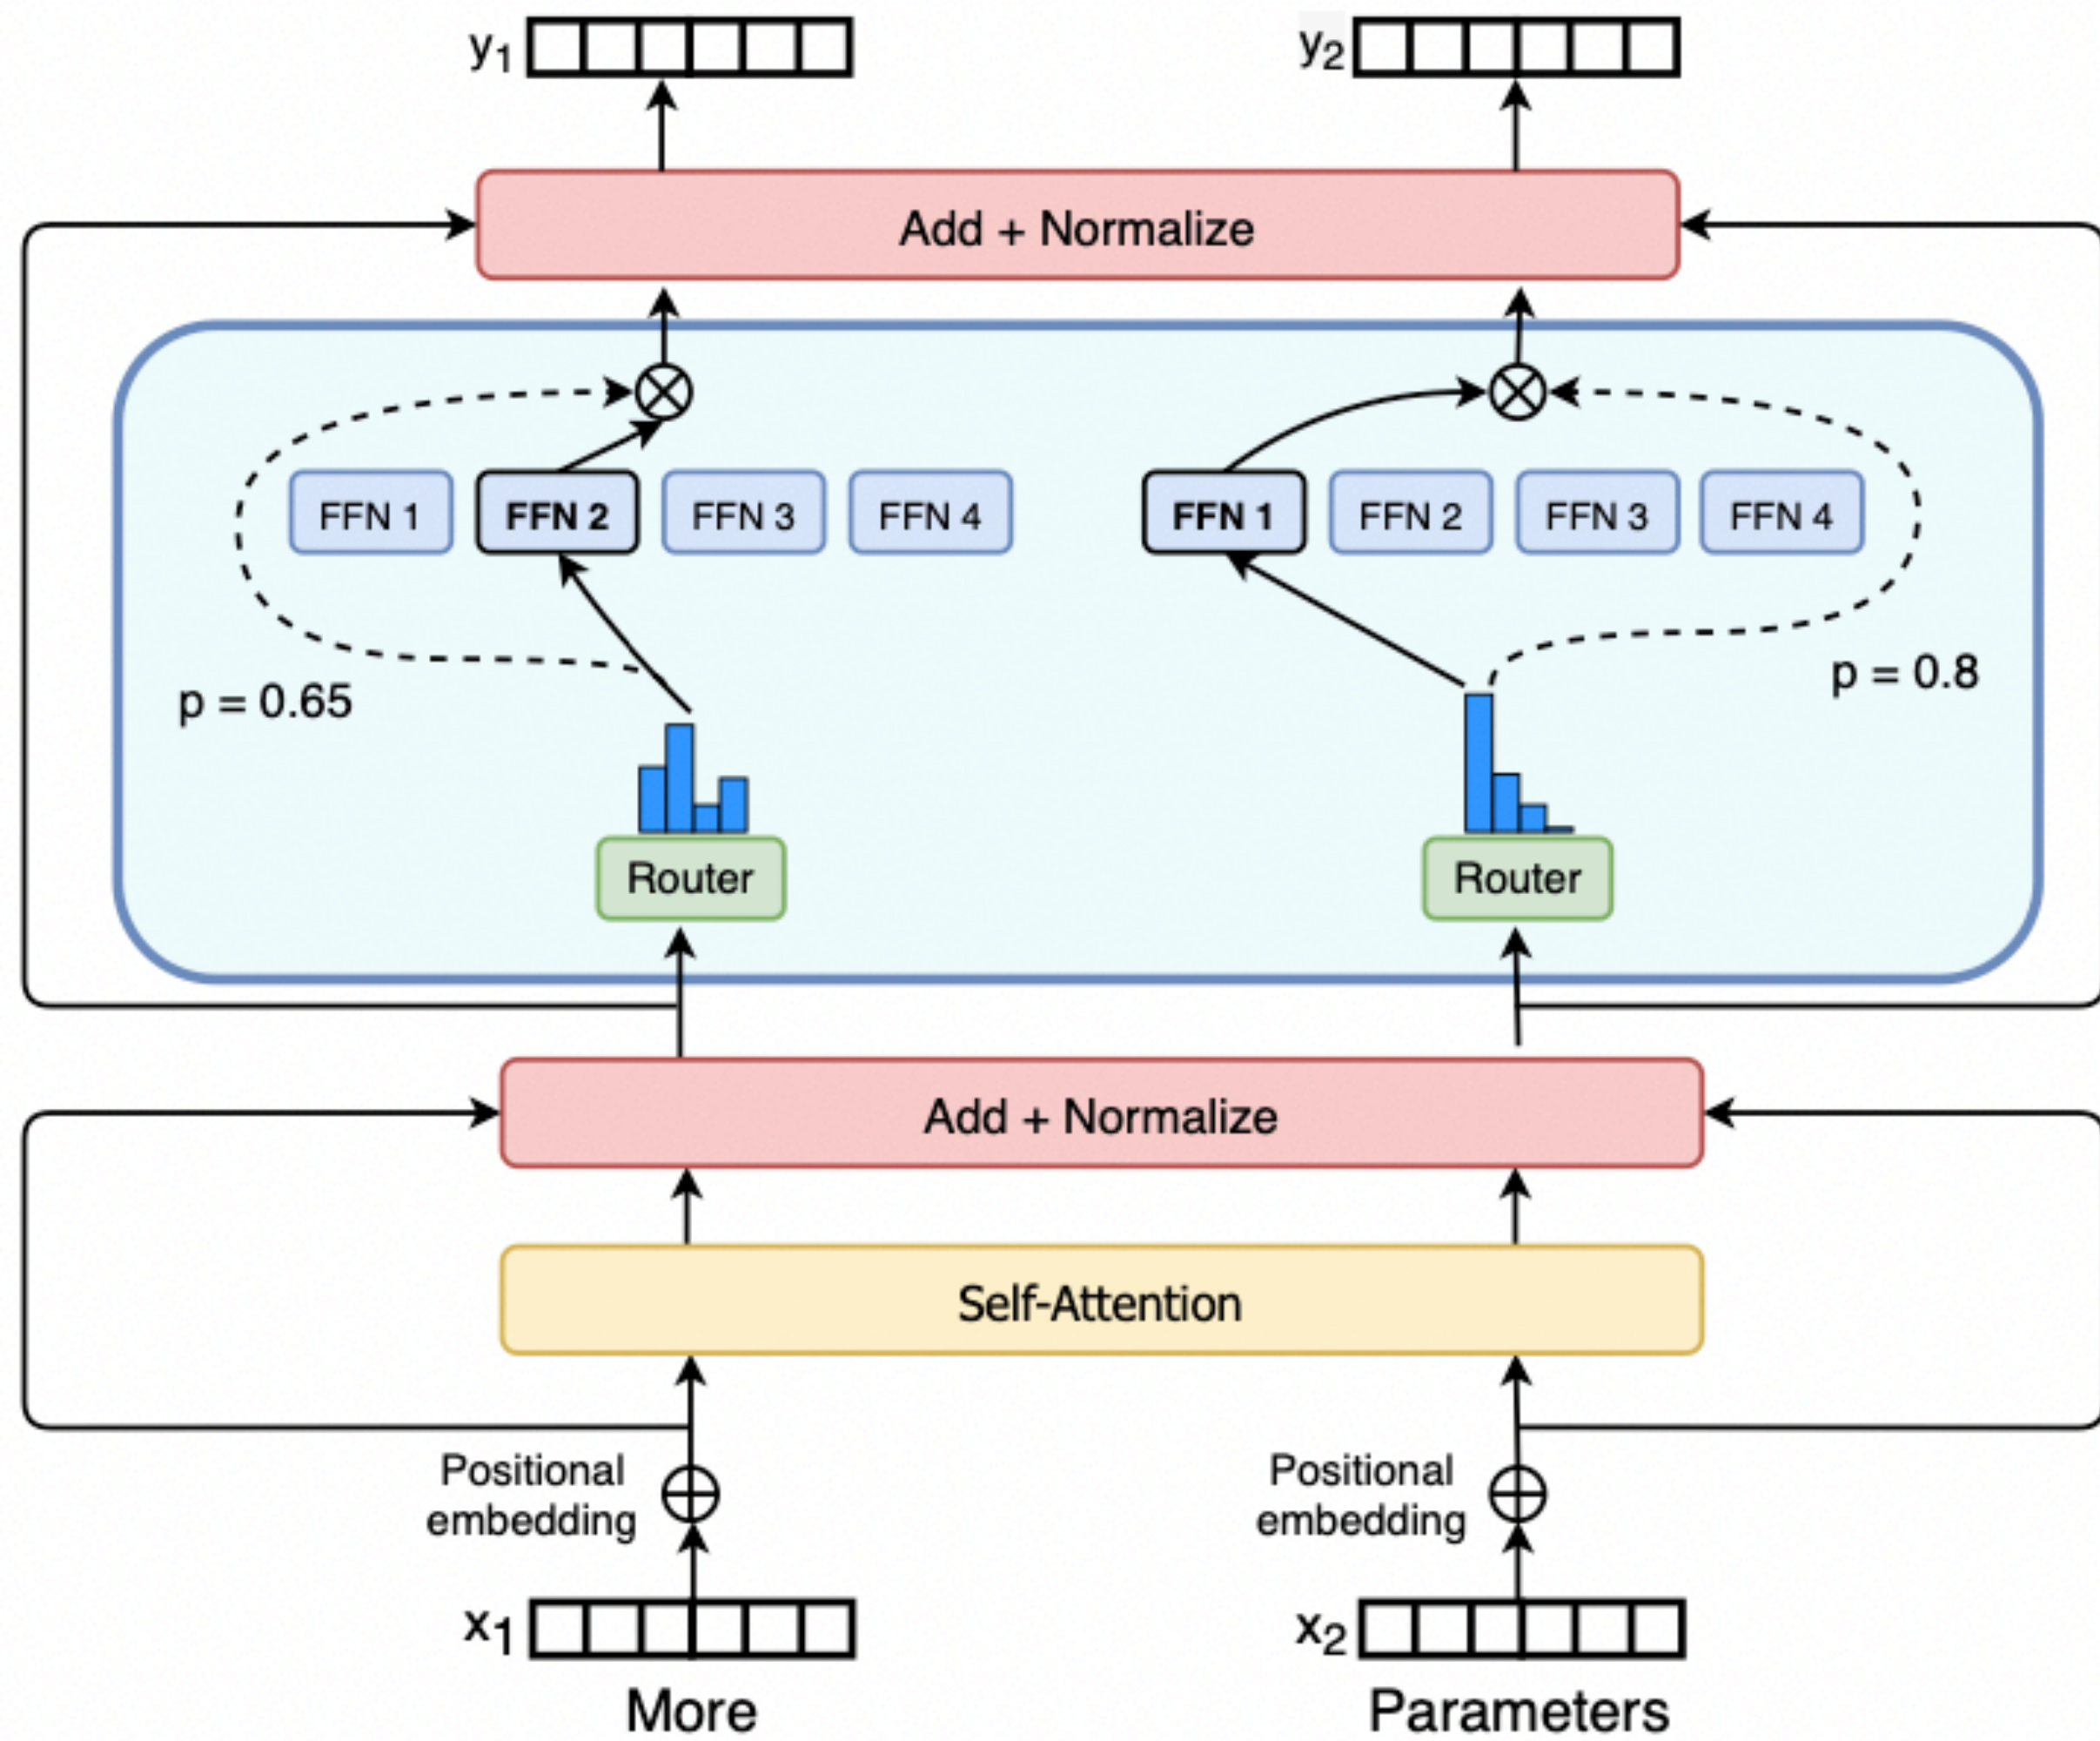 y1
y2
Add + Normalize
FFN 1
FFN 2
FFN 3
FFN 4
FFN 1
FFN 2
FFN 3
FFN 4
p = 0.65
p = 0.8
Router
Router
Add + Normalize
Self-Attention
Positional
embedding
Positional
embedding
x1
x2
More
Parameters